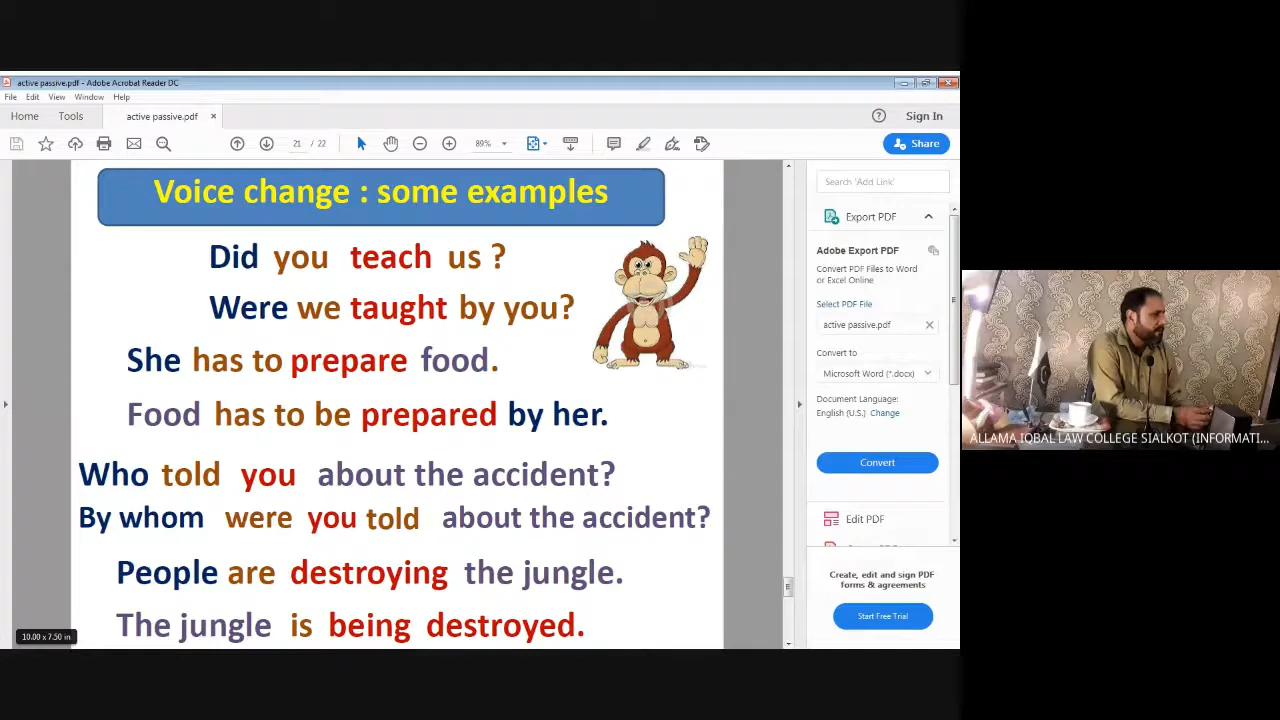 active passive.pdf - Adobe Acrobat Reader DC
File Edit View Window Help
Home Tools active passive.pdf × Sign In
21 / 22 89% Share
Voice change : some examples
Did you teach us ?
Were we taught by you?
She has to prepare food.
Food has to be prepared by her.
Who told you about the accident?
By whom were you told about the accident?
People are destroying the jungle.
The jungle is being destroyed.
10.00 x 7.50 in
Search 'Add Link'
Export PDF
Adobe Export PDF
Convert PDF Files to Word
or Excel Online
Select PDF File
active passive.pdf
Convert to
Microsoft Word (*.docx)
Document Language:
English (U.S.) Change
Convert
Edit PDF
Create, edit and sign PDF
forms & agreements
Start Free Trial
ALLAMA IQBAL LAW COLLEGE SIALKOT (INFORMATI...